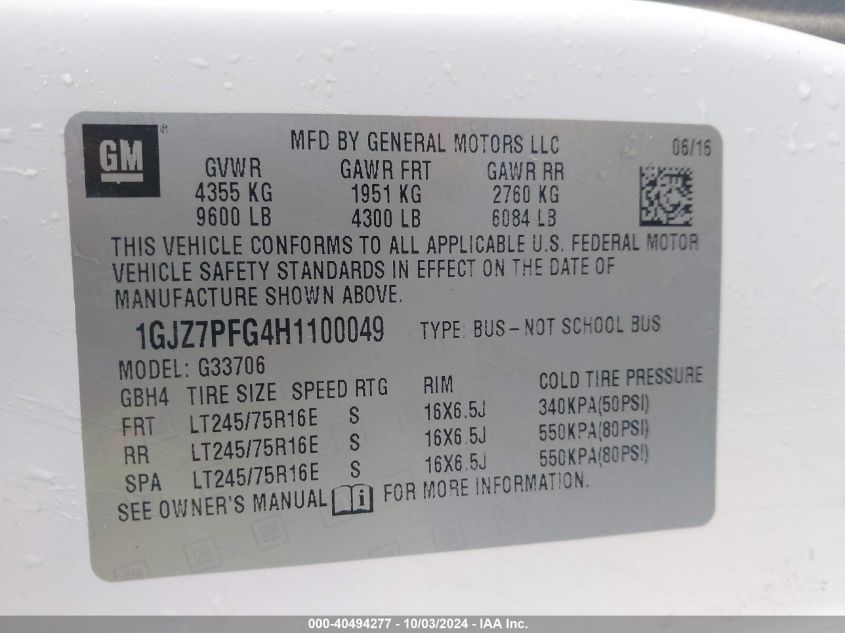 GM
MFD BY GENERAL MOTORS LLC 06/16
GVWR GAWR FRT GAWR RR
4355 KG 1951 KG 2760 KG
9600 LB 4300 LB 6084 LB
THIS VEHICLE CONFORMS TO ALL APPLICABLE U.S. FEDERAL MOTOR
VEHICLE SAFETY STANDARDS IN EFFECT ON THE DATE OF
MANUFACTURE SHOWN ABOVE.
1GJZ7PFG4H1100049 TYPE: BUS-NOT SCHOOL BUS
MODEL: G33706
GBH4 TIRE SIZE SPEED RTG RIM COLD TIRE PRESSURE
FRT LT245/75R16E S 16X6.5J 340KPA(50PSI)
RR LT245/75R16E S 16X6.5J 550KPA(80PSI)
SPA LT245/75R16E S 16X6.5J 550KPA(80PSI)
SEE OWNER'S MANUAL i FOR MORE INFORMATION.
000-40494277 - 10/03/2024 - IAA Inc.